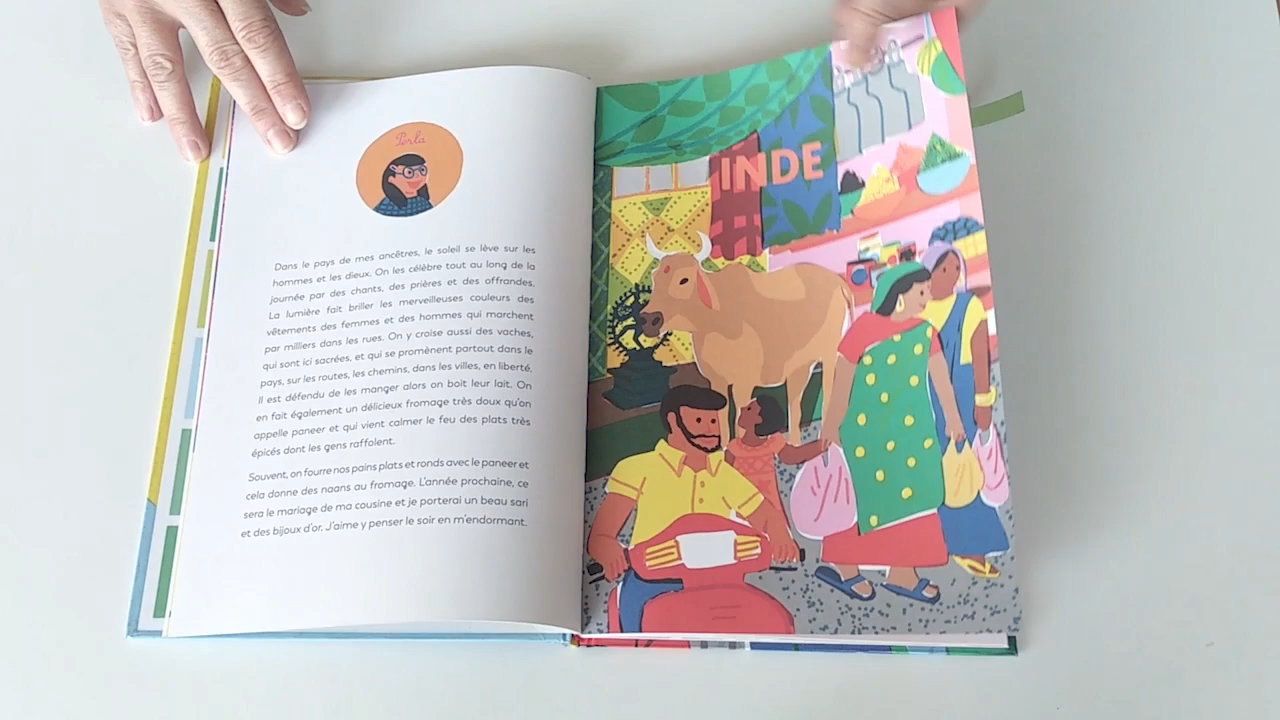 Perla
Dans le pays de mes ancêtres, le soleil se lève sur les
hommes et les dieux. On les célèbre tout au long de la
journée par des chants, des prières et des offrandes.
La lumière fait briller les merveilleuses couleurs des
vêtements des femmes et des hommes qui marchent
par milliers dans les rues. On y croise aussi des vaches,
qui sont ici sacrées, et qui se promènent partout dans le
pays, sur les routes, les chemins, dans les villes, en liberté.
Il est défendu de les manger alors on boit leur lait. On
en fait également un délicieux fromage très doux qu'on
appelle paneer et qui vient calmer le feu des plats très
épicés dont les gens raffolent.
Souvent, on fourre nos pains plats et ronds avec le paneer et
cela donne des naans au fromage. L'année prochaine, ce
sera le mariage de ma cousine et je porterai un beau sari
et des bijoux d'or. J'aime y penser le soir en m'endormant.
INDE